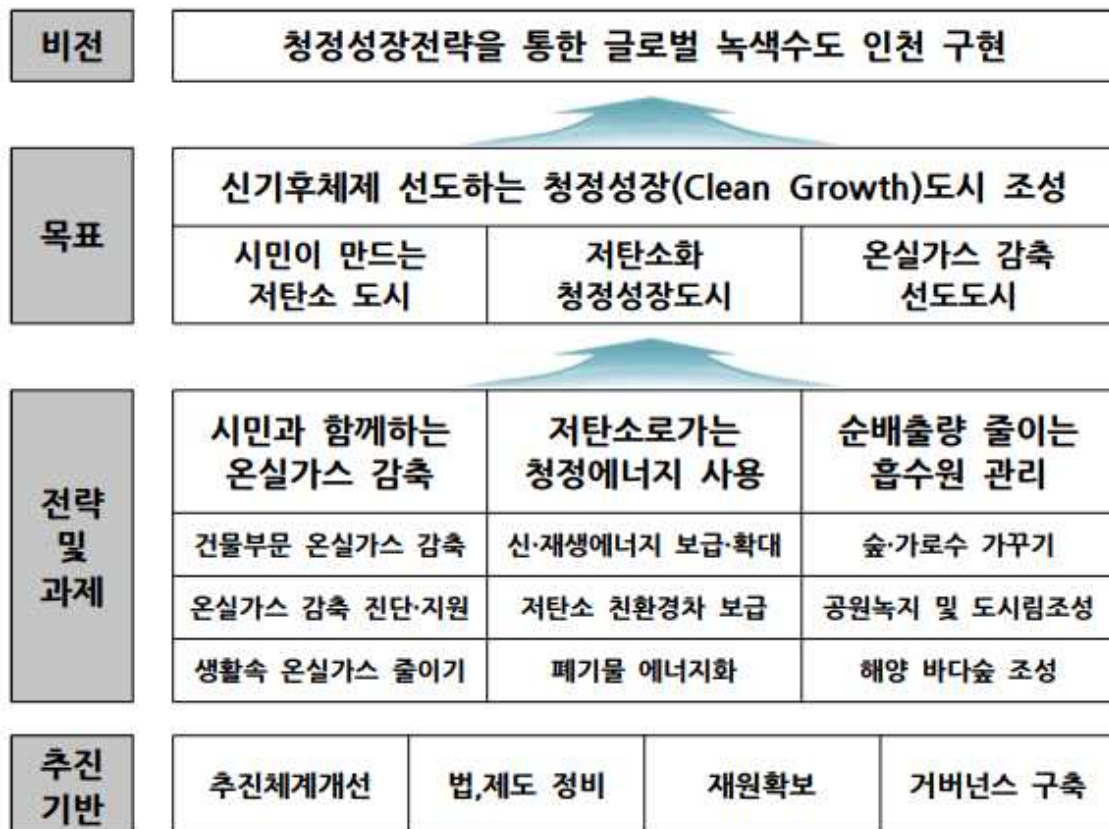 비전
청정성장전략을 통한 글로벌 녹색수도 인천 구현
목표
신기후체제 선도하는 청정성장(Clean Growth)도시 조성
시민이 만드는
저탄소 도시
저탄소화
청정성장도시
온실가스 감축
선도도시
전략
및
과제
시민과 함께하는
온실가스 감축
저탄소로가는
청정에너지 사용
순배출량 줄이는
흡수원 관리
건물부문 온실가스 감축
신·재생에너지 보급·확대
숲·가로수 가꾸기
온실가스 감축 진단·지원
저탄소 친환경차 보급
공원녹지 및 도시림조성
생활속 온실가스 줄이기
폐기물 에너지화
해양 바다숲 조성
추진
기반
추진체계개선
법,제도 정비
재원확보
거버넌스 구축